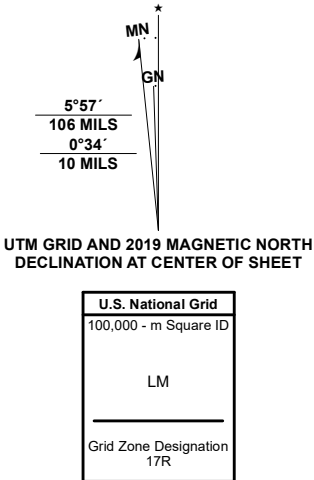 MN
GN
5°57´
106 MILS
0°34´
10 MILS
UTM GRID AND 2019 MAGNETIC NORTH
DECLINATION AT CENTER OF SHEET
U.S. National Grid
100,000 - m Square ID
LM
Grid Zone Designation
17R